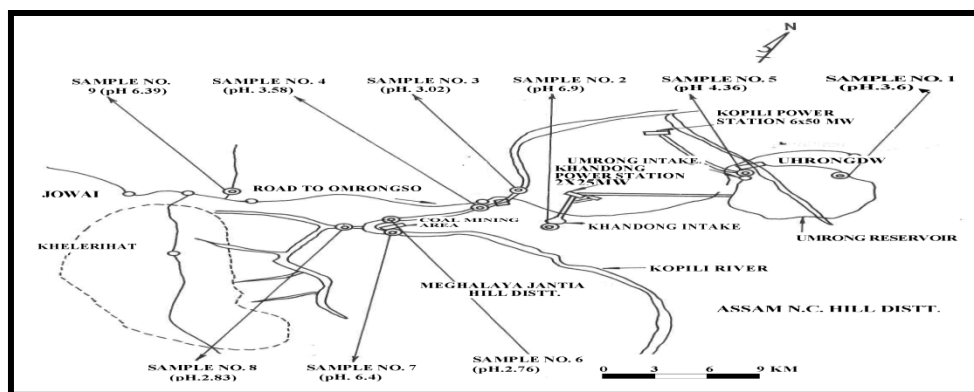 N
SAMPLE NO.
9 (pH 6.39)
SAMPLE NO. 4
(pH. 3.58)
SAMPLE NO. 3
(pH. 3.02)
SAMPLE NO. 2
(pH 6.9)
SAMPLE NO. 5
(pH 4.36)
SAMPLE NO. 1
(pH.3.6)
KOPILI POWER
STATION 6x50 MW
UMRONG INTAKE.
KHANDONG
POWER STATION
2X25MW
UHRONGDW
JOWAI
ROAD TO OMRONGSO
COAL MINING
AREA
KHANDONG INTAKE
UMRONG RESERVOIR
KHELERIHAT
KOPILI RIVER
MEGHALAYA JANTIA
HILL DISTT.
ASSAM N.C. HILL DISTT.
SAMPLE NO. 8
(pH.2.83)
SAMPLE NO. 7
(pH. 6.4)
SAMPLE NO. 6
(pH.2.76)
0 3 6 9 KM